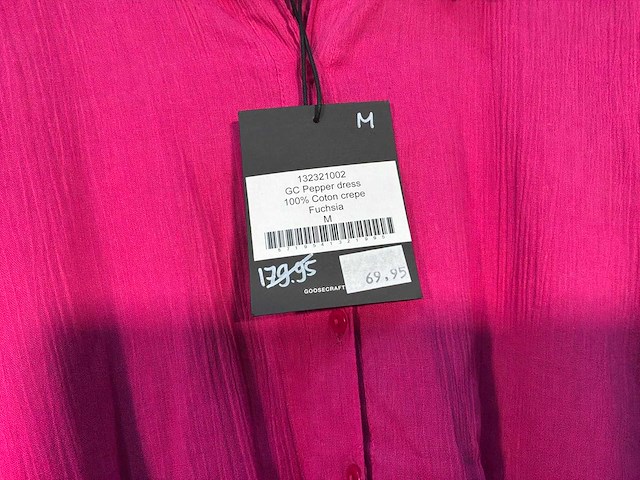 M
132321002
GC Pepper dress
100% Coton crepe
Fuchsia
M
179.95
69,95
GOOSECRAFT